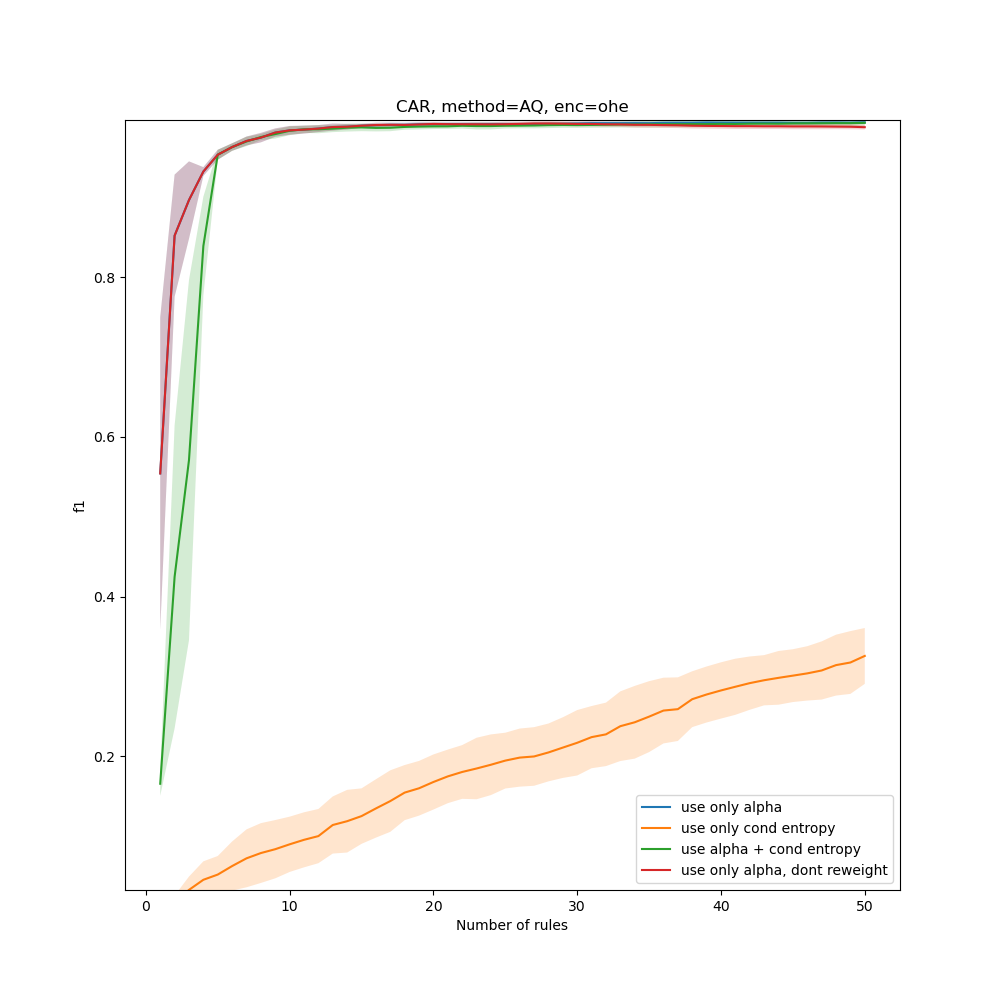 CAR, method=AQ, enc=ohe
f1
0.8
0.6
0.4
0.2
0 10 20 30 40 50
Number of rules
use only alpha
use only cond entropy
use alpha + cond entropy
use only alpha, dont reweight